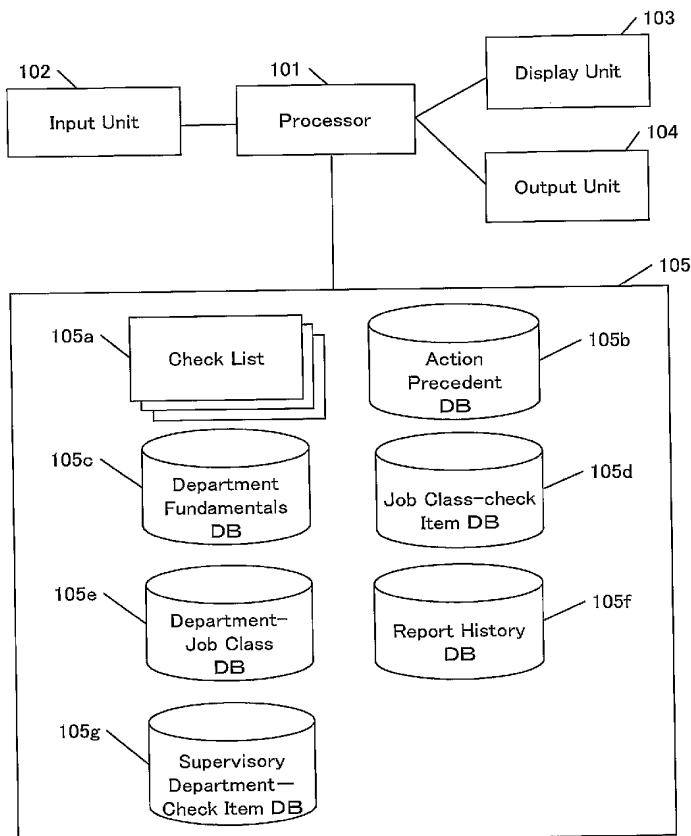 103
102
101
Display Unit
Input Unit
Processor
104
Output Unit
105
105a
Check List
Action
Precedent
DB
105b
105c
Department
Fundamentals
DB
Job Class-check
Item DB
105d
105e
Department-
Job Class
DB
Report History
DB
105f
105g
Supervisory
Department—
Check Item DB